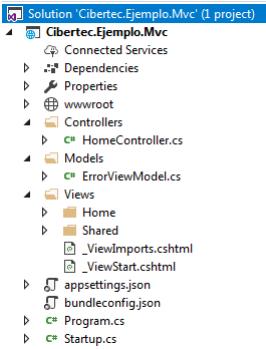 Solution 'Cibertec.Ejemplo.Mvc' (1 project)
Cibertec.Ejemplo.Mvc
Connected Services
Dependencies
Properties
wwwroot
Controllers
C# HomeController.cs
Models
C# ErrorViewModel.cs
Views
Home
Shared
_ViewImports.cshtml
_ViewStart.cshtml
appsettings.json
bundleconfig.json
C# Program.cs
C# Startup.cs